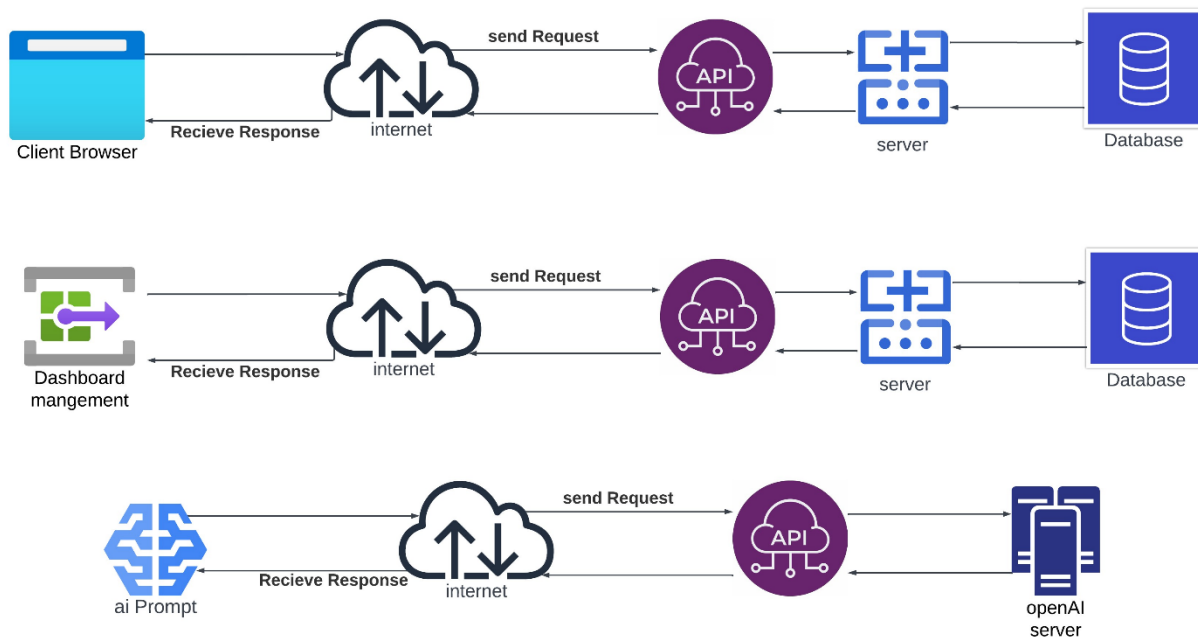 send Request
API
Recieve Response
internet
Client Browser
server
Database
send Request
API
Recieve Response
internet
Dashboard
mangement
server
Database
send Request
API
Recieve Response
internet
ai Prompt
openAI
server